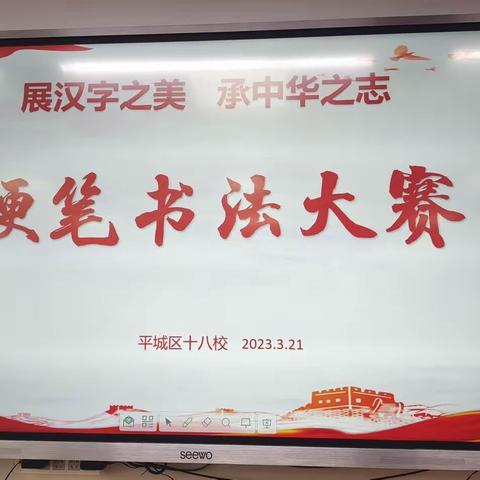 展汉字之美 承中华之志
硬笔书法大赛
平城区十八校 2023.3.21
seewo